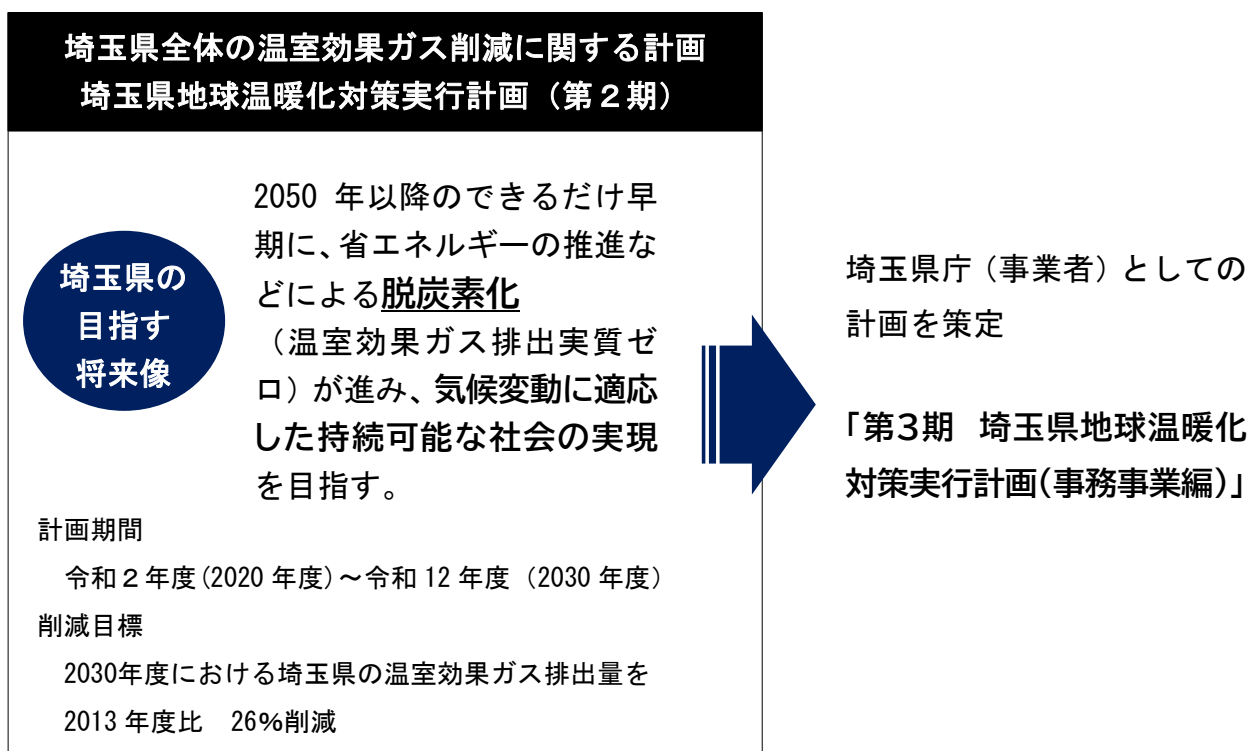 埼玉県全体の温室効果ガス削減に関する計画
埼玉県地球温暖化対策実行計画（第２期）
埼玉県の
目指す
将来像
2050 年以降のできるだけ早
期に、省エネルギーの推進な
どによる脱炭素化
（温室効果ガス排出実質ゼ
ロ）が進み、気候変動に適応
した持続可能な社会の実現
を目指す。
計画期間
令和２年度(2020 年度)～令和 12 年度（2030 年度）
削減目標
2030年度における埼玉県の温室効果ガス排出量を
2013 年度比　26%削減
埼玉県庁（事業者）としての
計画を策定
「第３期　埼玉県地球温暖化
対策実行計画(事務事業編)」